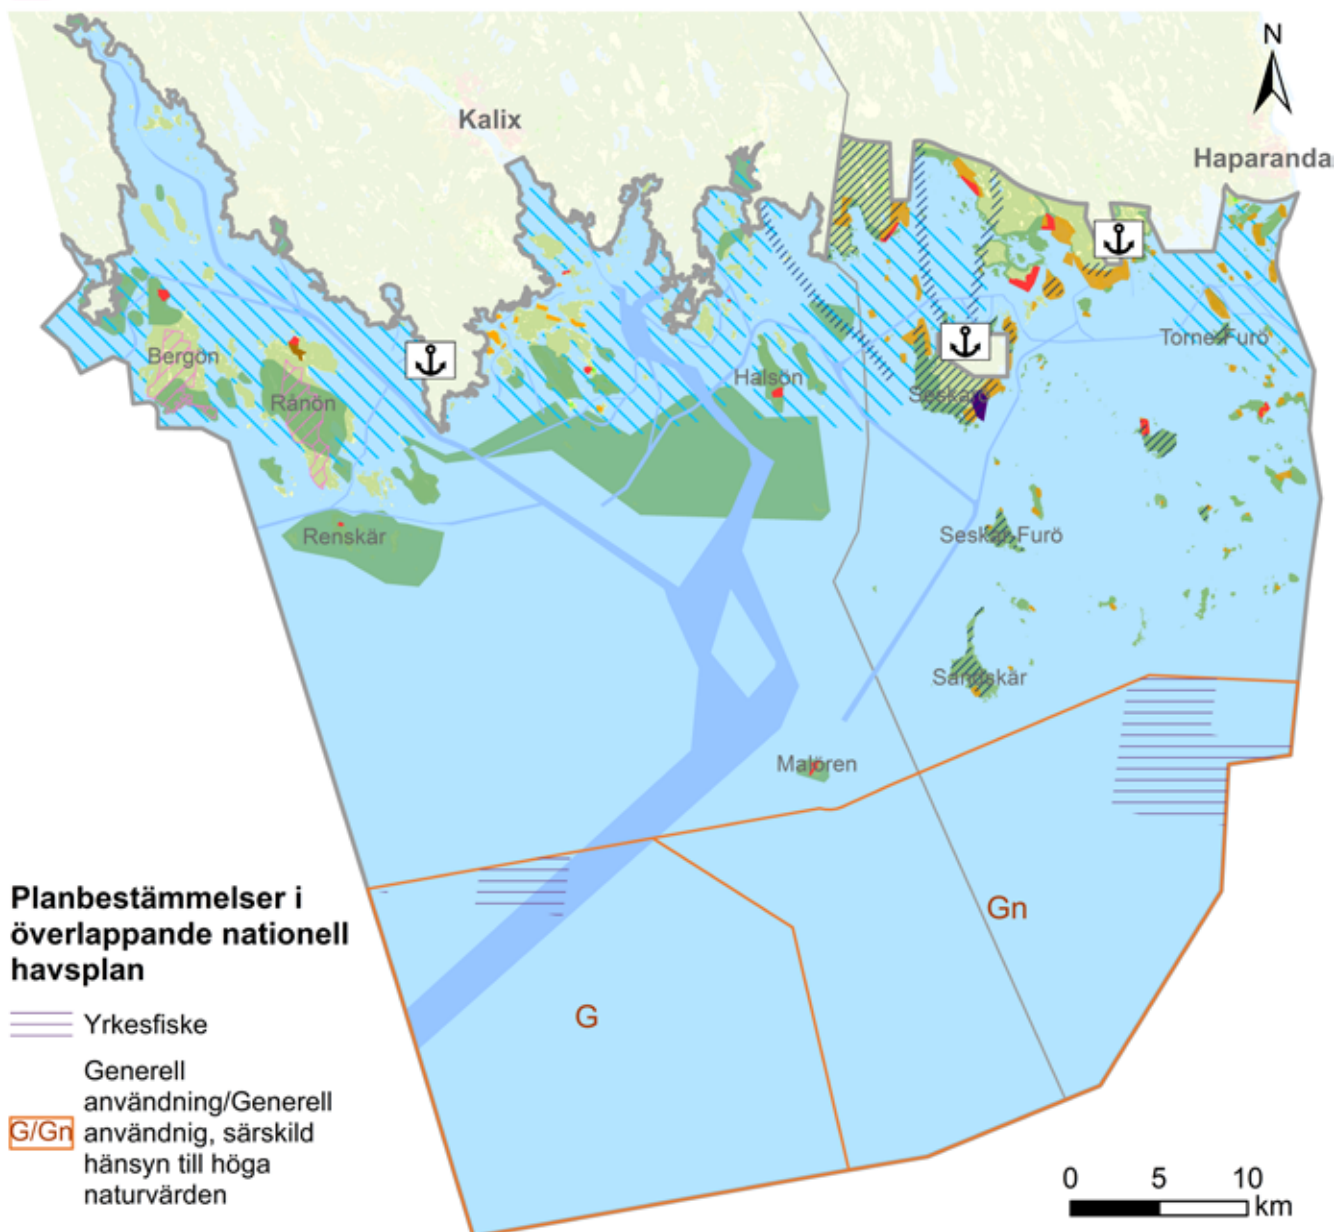 N
Kalix
Haparanda
Bergön
Rånön
Halsön
Seskarö
Torne-Furö
Renskär
Seskar-Furö
Sandskär
Malören
Planbestämmelser i
överlappande nationell
havsplan
Yrkesfiske
Generell
användning/Generell
G/Gn användnig, särskild
hänsyn till höga
naturvärden
G
Gn
0 5 10
km